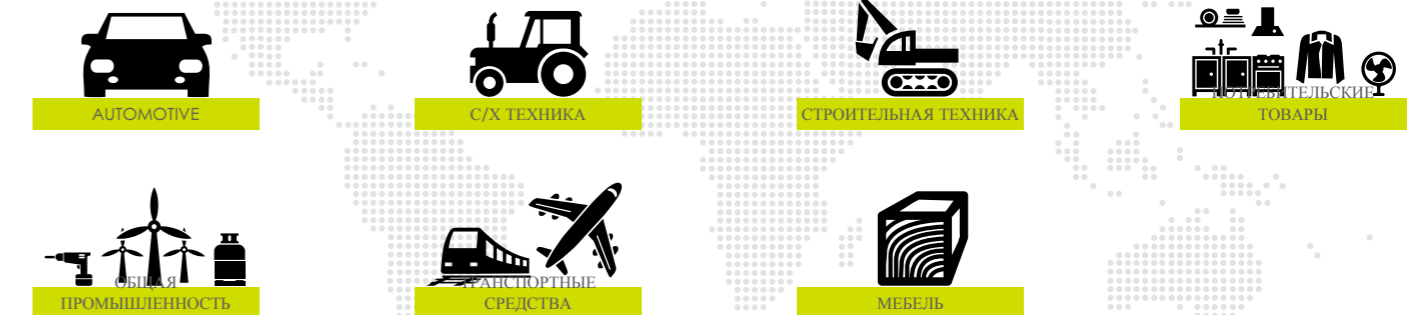 AUTOMOTIVE
С/Х ТЕХНИКА
СТРОИТЕЛЬНАЯ ТЕХНИКА
ПОТРЕБИТЕЛЬСКИЕ
ТОВАРЫ
ОБЩАЯ
ПРОМЫШЛЕННОСТЬ
ТРАНСПОРТНЫЕ
СРЕДСТВА
МЕБЕЛЬ